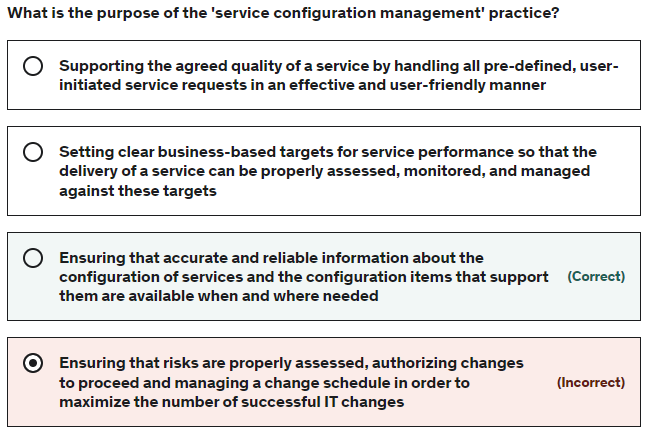 What is the purpose of the 'service configuration management' practice?
Supporting the agreed quality of a service by handling all pre-defined, user-
initiated service requests in an effective and user-friendly manner
Setting clear business-based targets for service performance so that the
delivery of a service can be properly assessed, monitored, and managed
against these targets
Ensuring that accurate and reliable information about the
configuration of services and the configuration items that support
them are available when and where needed
(Correct)
Ensuring that risks are properly assessed, authorizing changes
to proceed and managing a change schedule in order to
maximize the number of successful IT changes
(Incorrect)